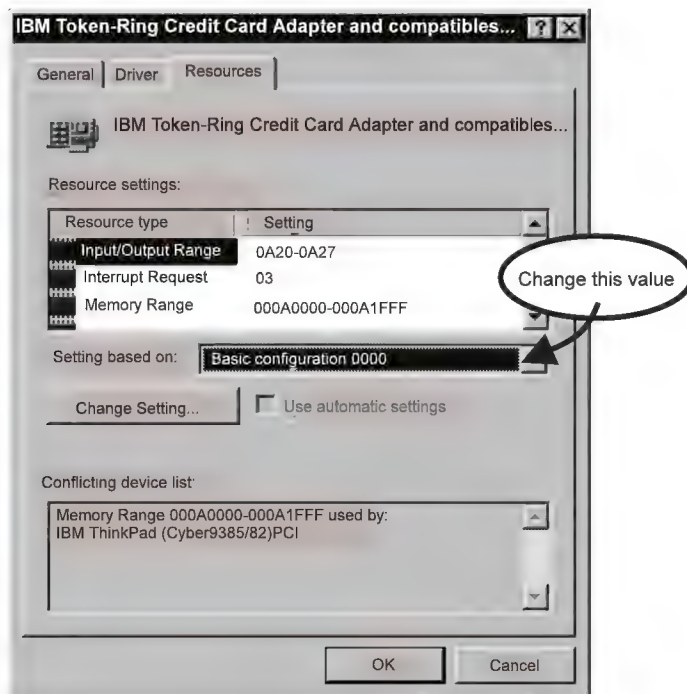 IBM Token-Ring Credit Card Adapter and compatibles... ? X
General Driver Resources
IBM Token-Ring Credit Card Adapter and compatibles...
Resource settings:
Resource type Setting
Input/Output Range 0A20-0A27
Interrupt Request 03
Memory Range 000A0000-000A1FFF
Change this value
Setting based on: Basic configuration 0000
Change Setting... Use automatic settings
Conflicting device list:
Memory Range 000A0000-000A1FFF used by:
IBM ThinkPad (Cyber9385/82)PCI
OK Cancel